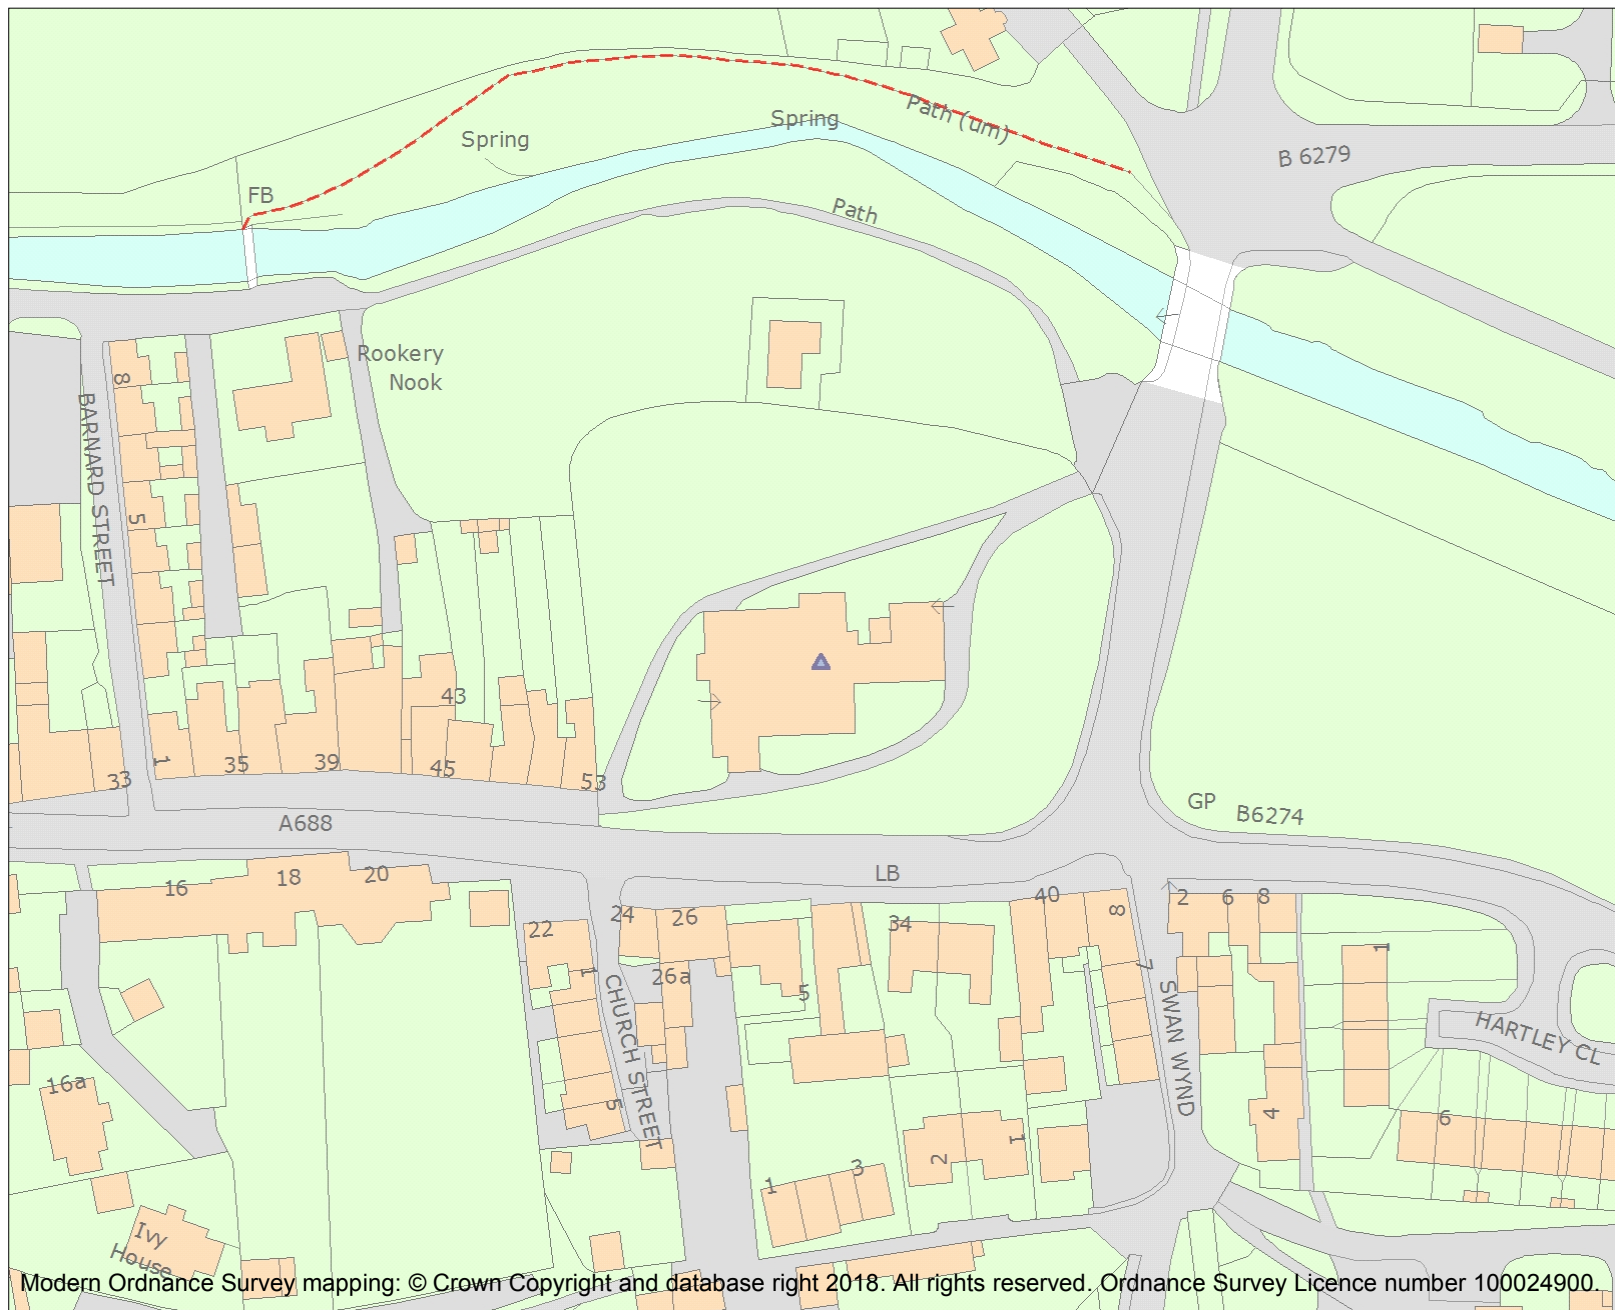 Path (um)
Spring
Spring
B 6279
FB
Path
Rookery
Nook
8
BARNARD STREET
5
43
33
1
35
39
45
53
A688
GP
B6274
LB
16
18
20
22
24
26
34
40
8
2
6
8
1
1
26a
5
7
CHURCH STREET
SWAN WYND
HARTLEY CL
16a
5
4
6
2
1
1
3
Ivy
House
Modern Ordnance Survey mapping: © Crown Copyright and database right 2018. All rights reserved. Ordnance Survey Licence number 100024900.